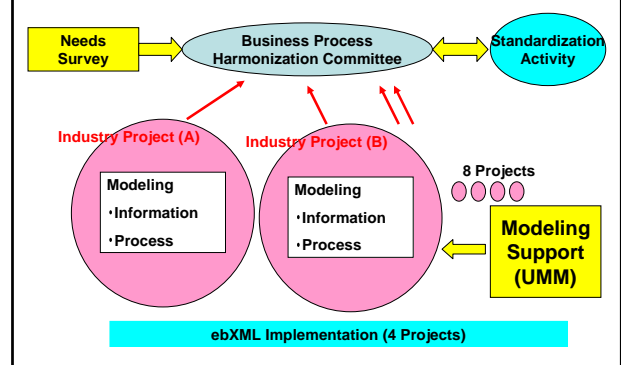 Needs
Survey
Business Process
Harmonization Committee
Standardization
Activity
Industry Project (A)
Industry Project (B)
8 Projects
Modeling
・Information
・Process
Modeling
・Information
・Process
Modeling
Support
(UMM)
ebXML Implementation (4 Projects)